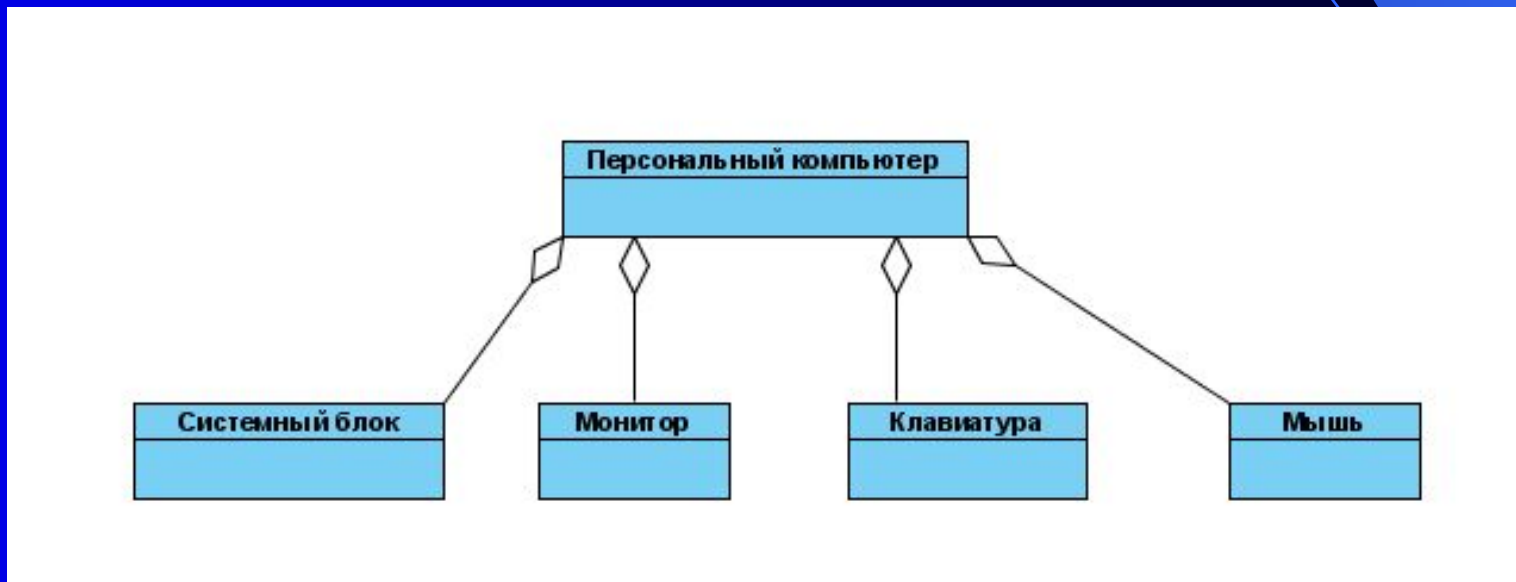 Персональный компьютер
Системный блок
Монитор
Клавиатура
Мышь